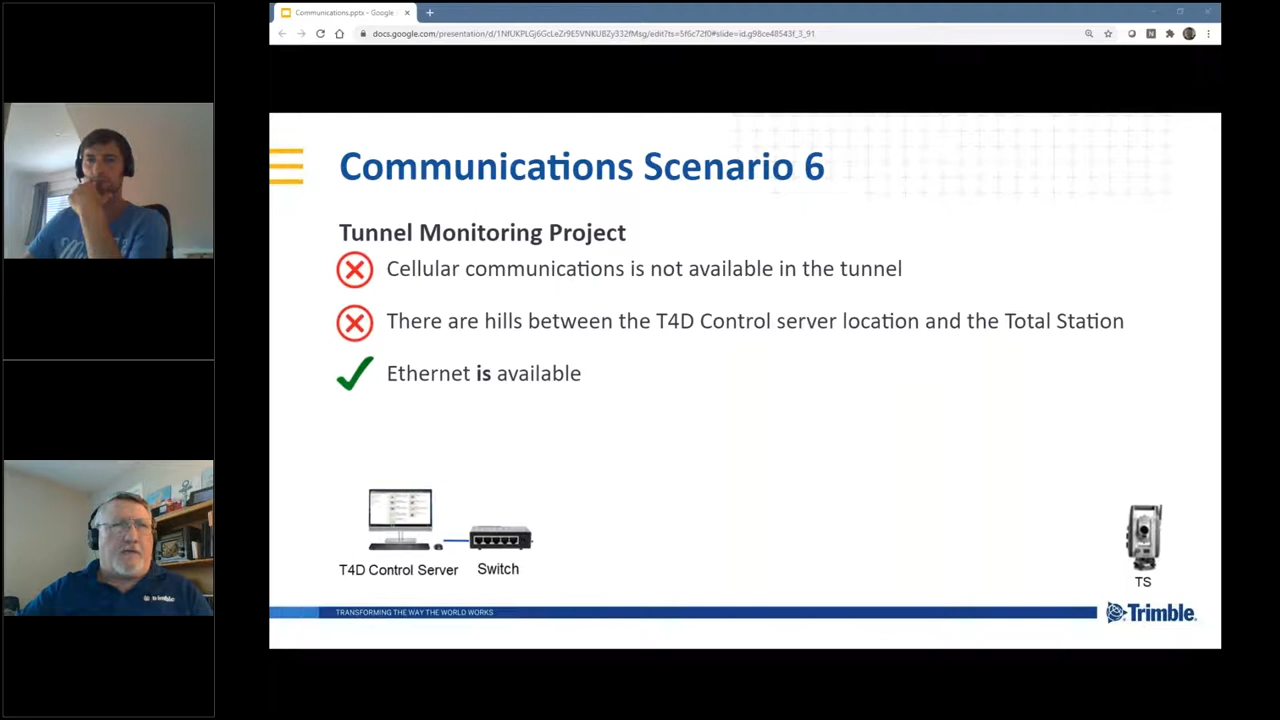 Communications.pptx - Google
docs.google.com/presentation/d/1NfUKPLGj6GcLeZr9E5VNKUBZy332fMsg/edit?ts=5f6c72f0#slide=id.g98ce48543f_3_91
Communications Scenario 6
Tunnel Monitoring Project
Cellular communications is not available in the tunnel
There are hills between the T4D Control server location and the Total Station
Ethernet is available
T4D Control Server
Switch
TS
TRANSFORMING THE WAY THE WORLD WORKS
Trimble